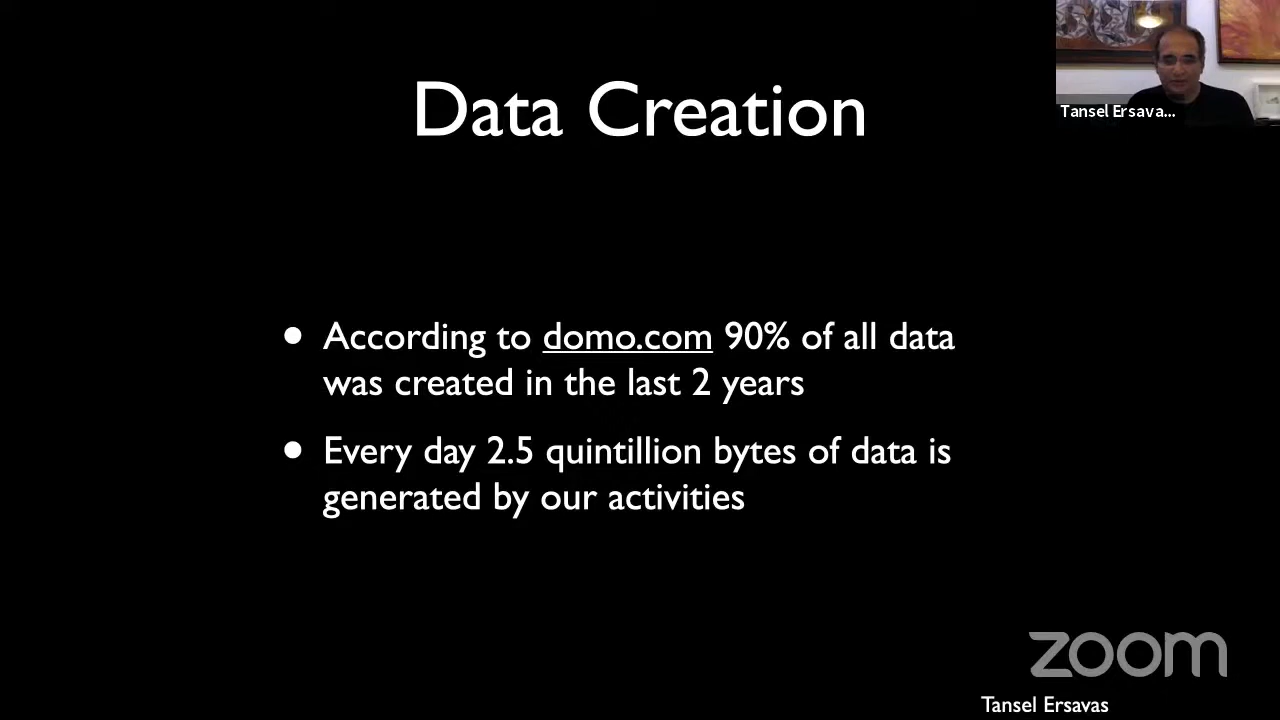 Data Creation
Tansel Ersava...
• According to domo.com 90% of all data
was created in the last 2 years
• Every day 2.5 quintillion bytes of data is
generated by our activities
zoom
Tansel Ersavas